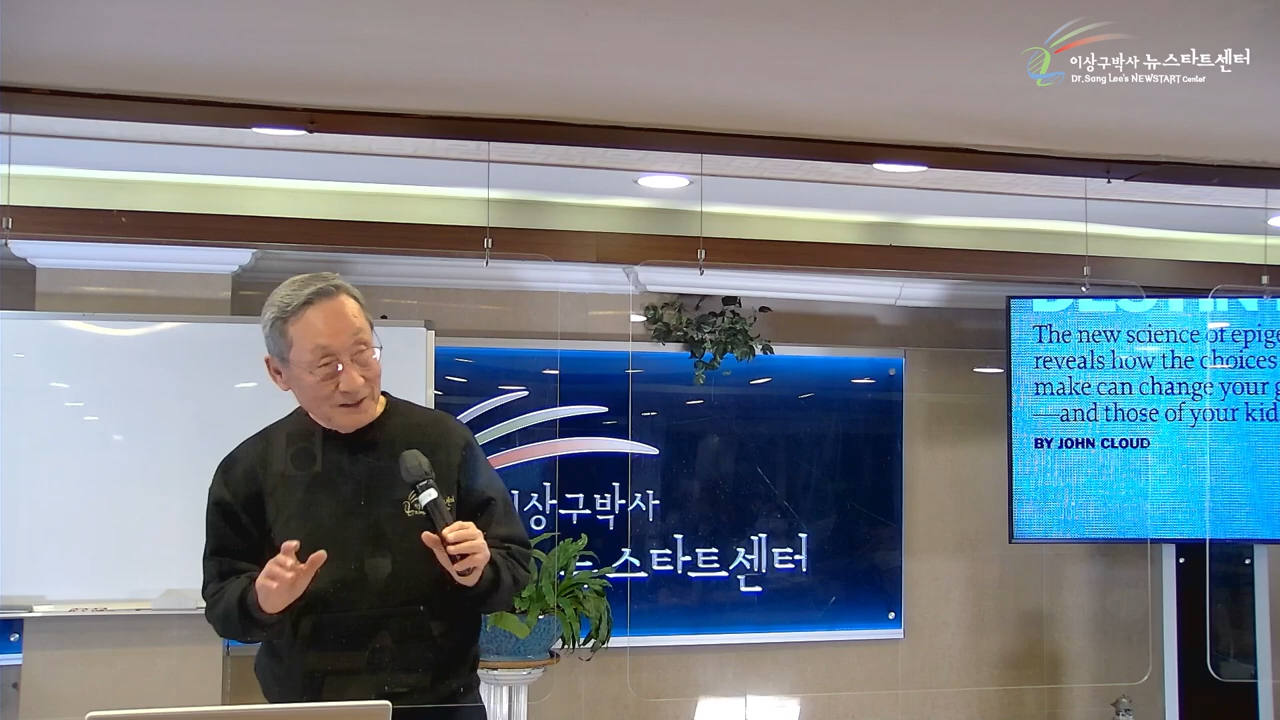 이상구박사 뉴스타트센터
Dr. Sang Lee's NEWSTART Center
The new science of
reveals how the choices
make can change your
—and those of your
BY JOHN CLOUD
이상구박사
뉴스타트센터